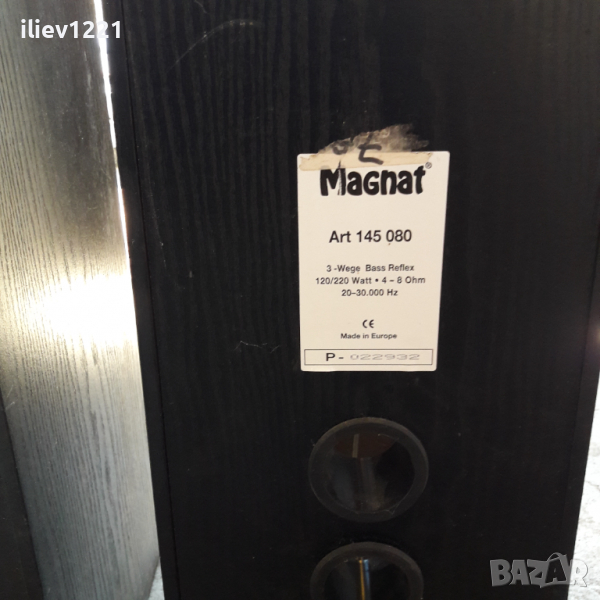 iliev1221
Magnat®
Art 145 080
3-Wege Bass Reflex
120/220 Watt • 4 – 8 Ohm
20–30.000 Hz
CE
Made in Europe
P - 022932
BAZAR